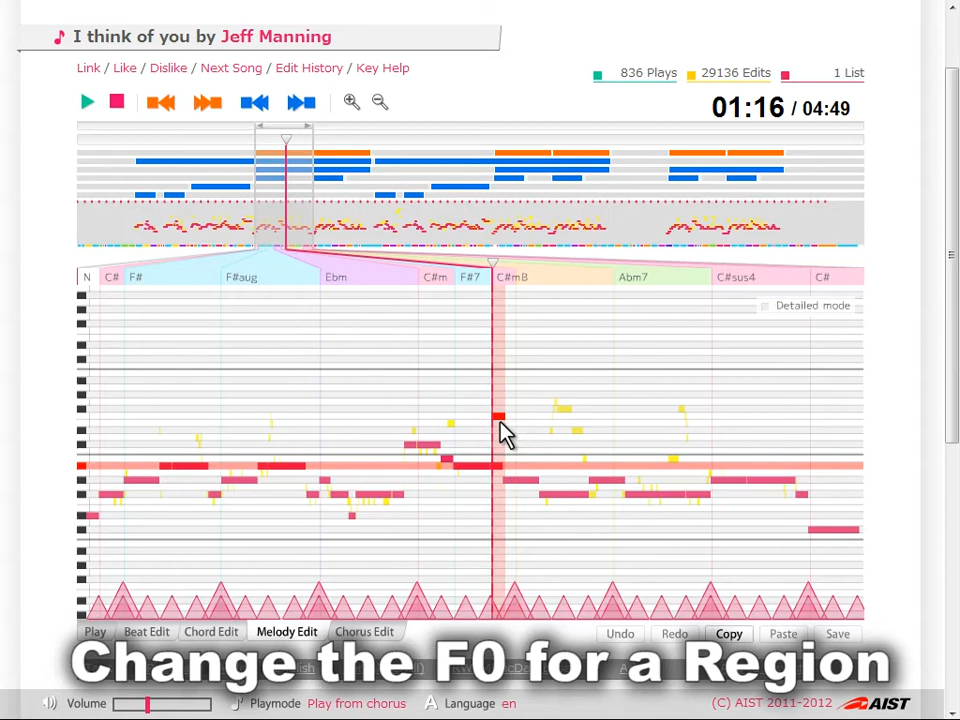 I think of you by Jeff Manning
Link / Like / Dislike / Next Song / Edit History / Key Help
836 Plays 29136 Edits 1 List
01:16 / 04:49
N C# F# F#aug Ebm C#m F#7 C#mB Abm7 C#sus4 C#
Detailed mode
Play Beat Edit Chord Edit Melody Edit Chorus Edit Undo Redo Copy Paste Save
Change the F0 for a Region
Volume Playmode Play from chorus Language en (C) AIST 2011-2012 AIST